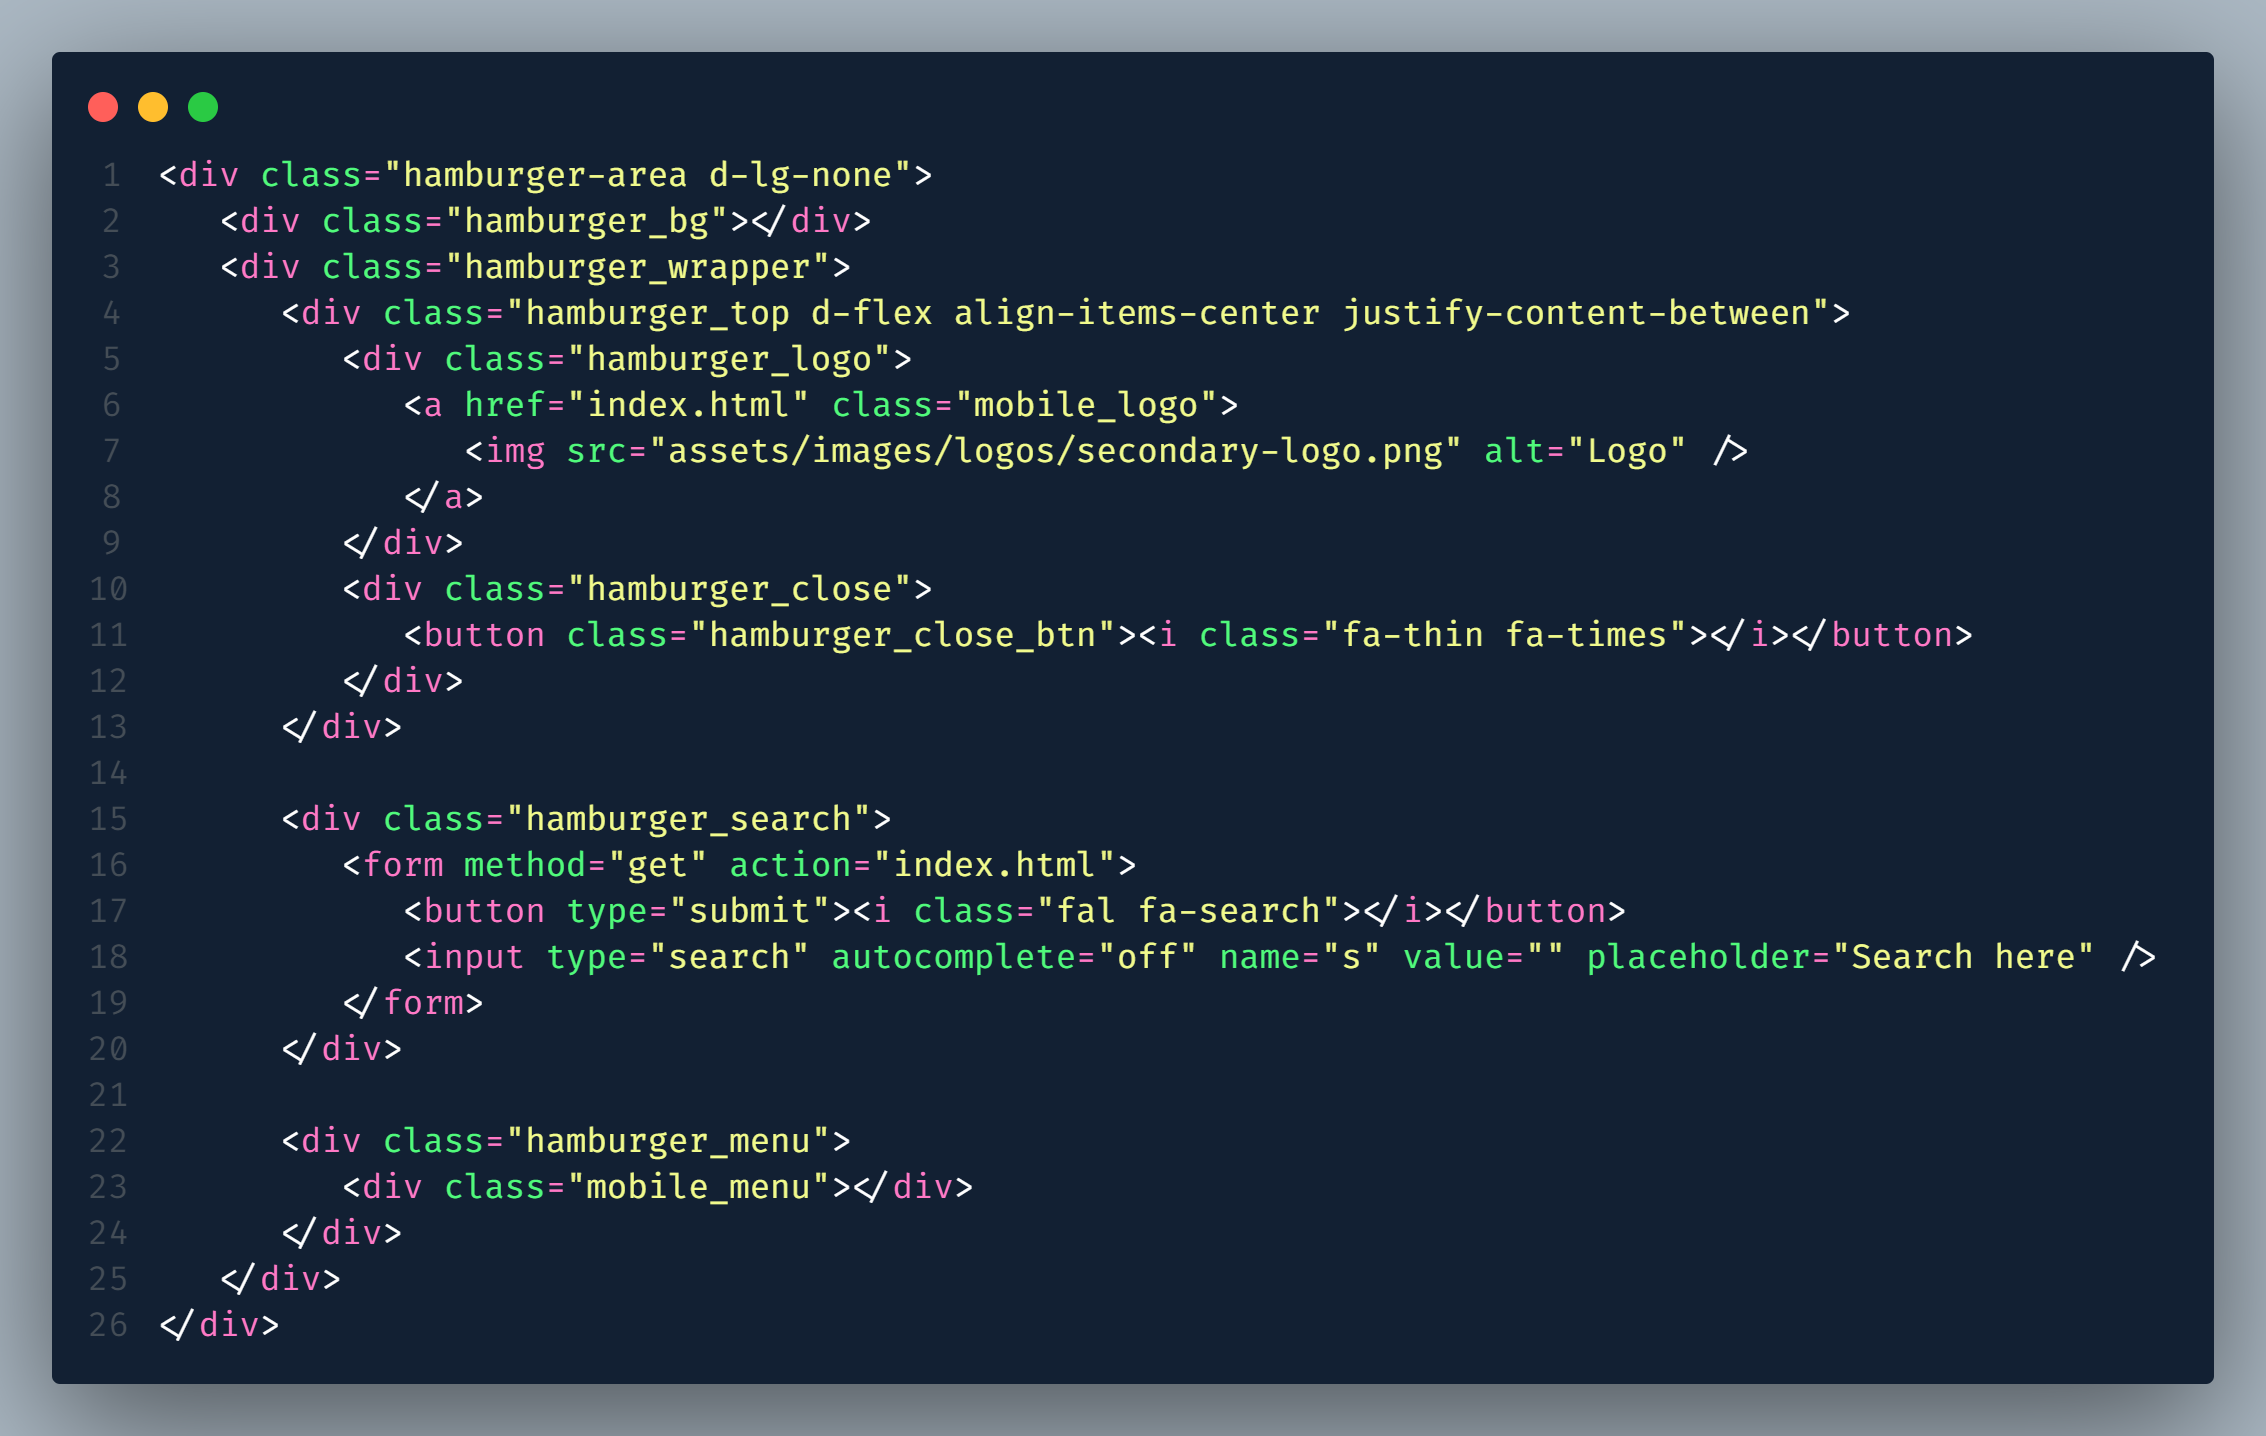 1 <div class="hamburger-area d-lg-none">
2    <div class="hamburger_bg"></div>
3    <div class="hamburger_wrapper">
4       <div class="hamburger_top d-flex align-items-center justify-content-between">
5          <div class="hamburger_logo">
6             <a href="index.html" class="mobile_logo">
7                <img src="assets/images/logos/secondary-logo.png" alt="Logo" />
8             </a>
9          </div>
10          <div class="hamburger_close">
11             <button class="hamburger_close_btn"><i class="fa-thin fa-times"></i></button>
12          </div>
13       </div>
14
15       <div class="hamburger_search">
16          <form method="get" action="index.html">
17             <button type="submit"><i class="fal fa-search"></i></button>
18             <input type="search" autocomplete="off" name="s" value="" placeholder="Search here" />
19          </form>
20       </div>
21
22       <div class="hamburger_menu">
23          <div class="mobile_menu"></div>
24       </div>
25    </div>
26 </div>